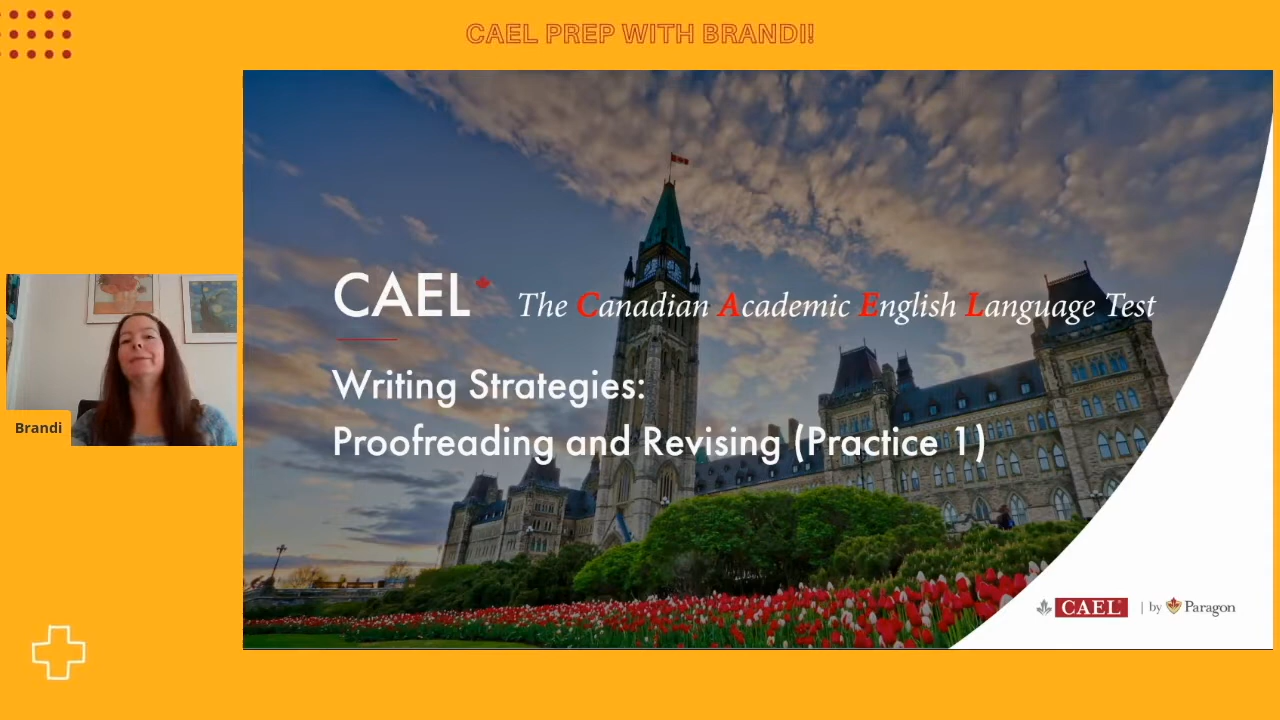 CAEL PREP WITH BRANDI!
CAEL
The Canadian Academic English Language Test
Writing Strategies:
Proofreading and Revising (Practice 1)
Brandi
CAEL | by Paragon